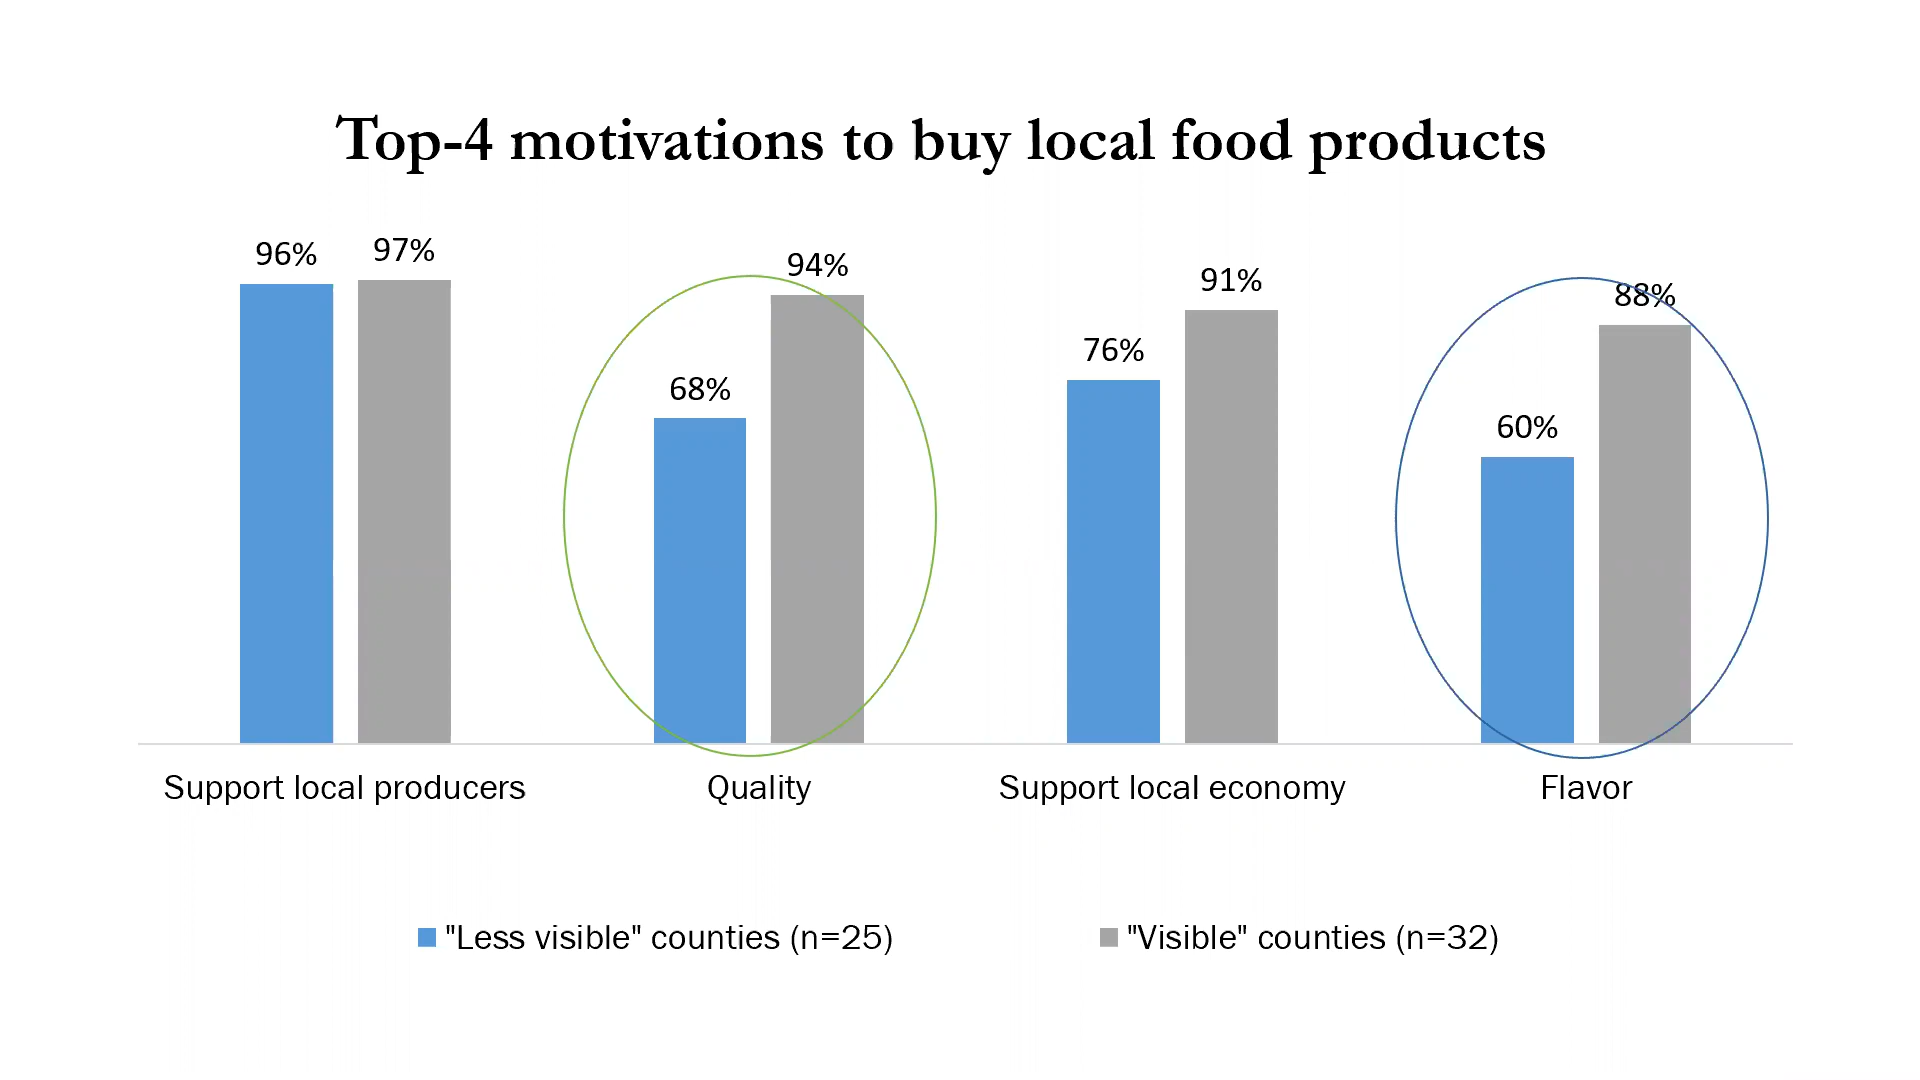 Top-4 motivations to buy local food products
96%
97%
68%
94%
76%
91%
60%
88%
Support local producers
Quality
Support local economy
Flavor
"Less visible" counties (n=25)
"Visible" counties (n=32)